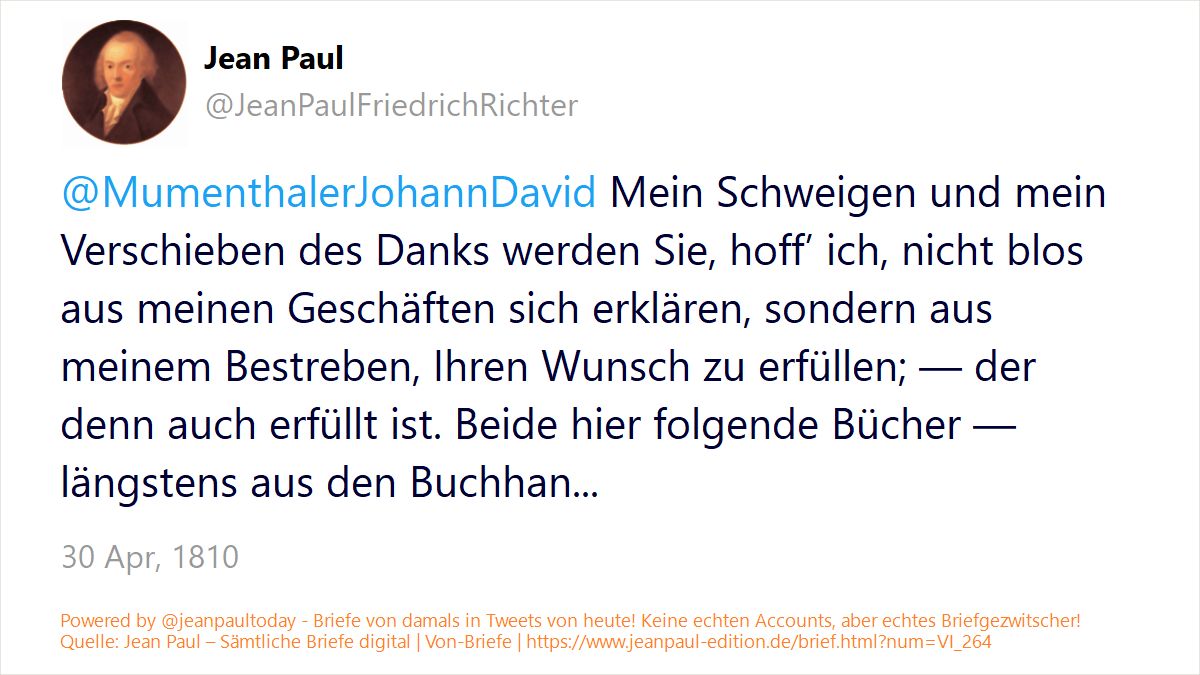 Jean Paul
@JeanPaulFriedrichRichter
@MumenthalerJohannDavid Mein Schweigen und mein
Verschieben des Danks werden Sie, hoff’ ich, nicht blos
aus meinen Geschäften sich erklären, sondern aus
meinem Bestreben, Ihren Wunsch zu erfüllen; — der
denn auch erfüllt ist. Beide hier folgende Bücher —
längstens aus den Buchhan...
30 Apr, 1810
Powered by @jeanpaultoday - Briefe von damals in Tweets von heute! Keine echten Accounts, aber echtes Briefgezwitscher!
Quelle: Jean Paul – Sämtliche Briefe digital | Von-Briefe | https://www.jeanpaul-edition.de/brief.html?num=VI_264